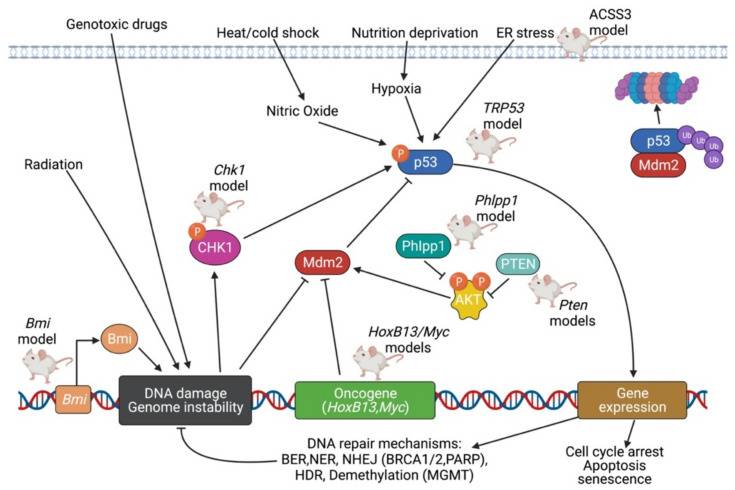 Genotoxic drugs
Heat/cold shock
Nutrition deprivation
ER stress
ACSS3
model
Hypoxia
Nitric Oxide
TRP53
model
P
p53
p53
Ub
Ub
Ub
Mdm2
Radiation
Chk1
model
P
CHK1
Phlpp1
model
Phlpp1
Mdm2
PTEN
P
P
AKT
Pten
models
Bmi
model
Bmi
HoxB13/Myc
models
Bmi
DNA damage
Genome instability
Oncogene
(HoxB13,Myc)
Gene
expression
DNA repair mechanisms:
BER,NER, NHEJ (BRCA1/2,PARP),
HDR, Demethylation (MGMT)
Cell cycle arrest
Apoptosis
senescence